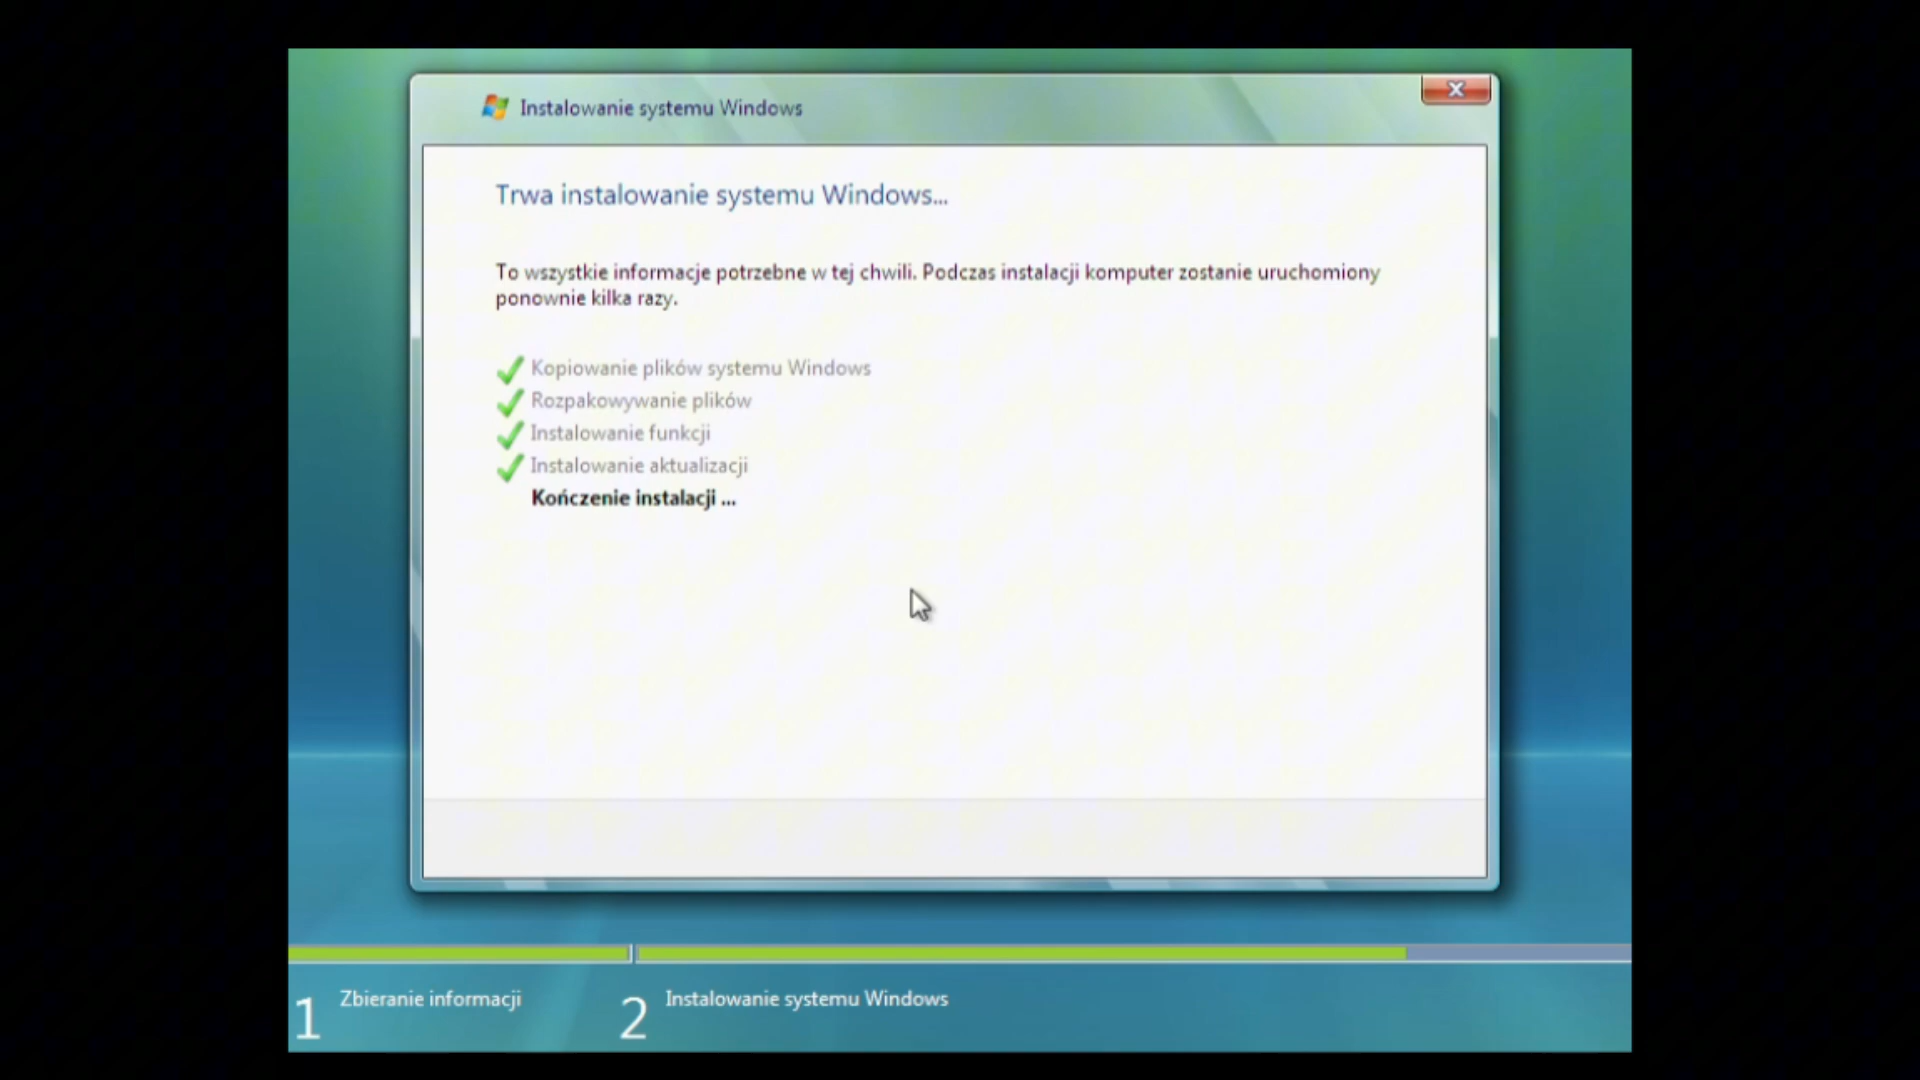 Instalowanie systemu Windows
Trwa instalowanie systemu Windows...
To wszystkie informacje potrzebne w tej chwili. Podczas instalacji komputer zostanie uruchomiony
ponownie kilka razy.
Kopiowanie plików systemu Windows
Rozpakowywanie plików
Instalowanie funkcji
Instalowanie aktualizacji
Kończenie instalacji ...
1 Zbieranie informacji
2 Instalowanie systemu Windows